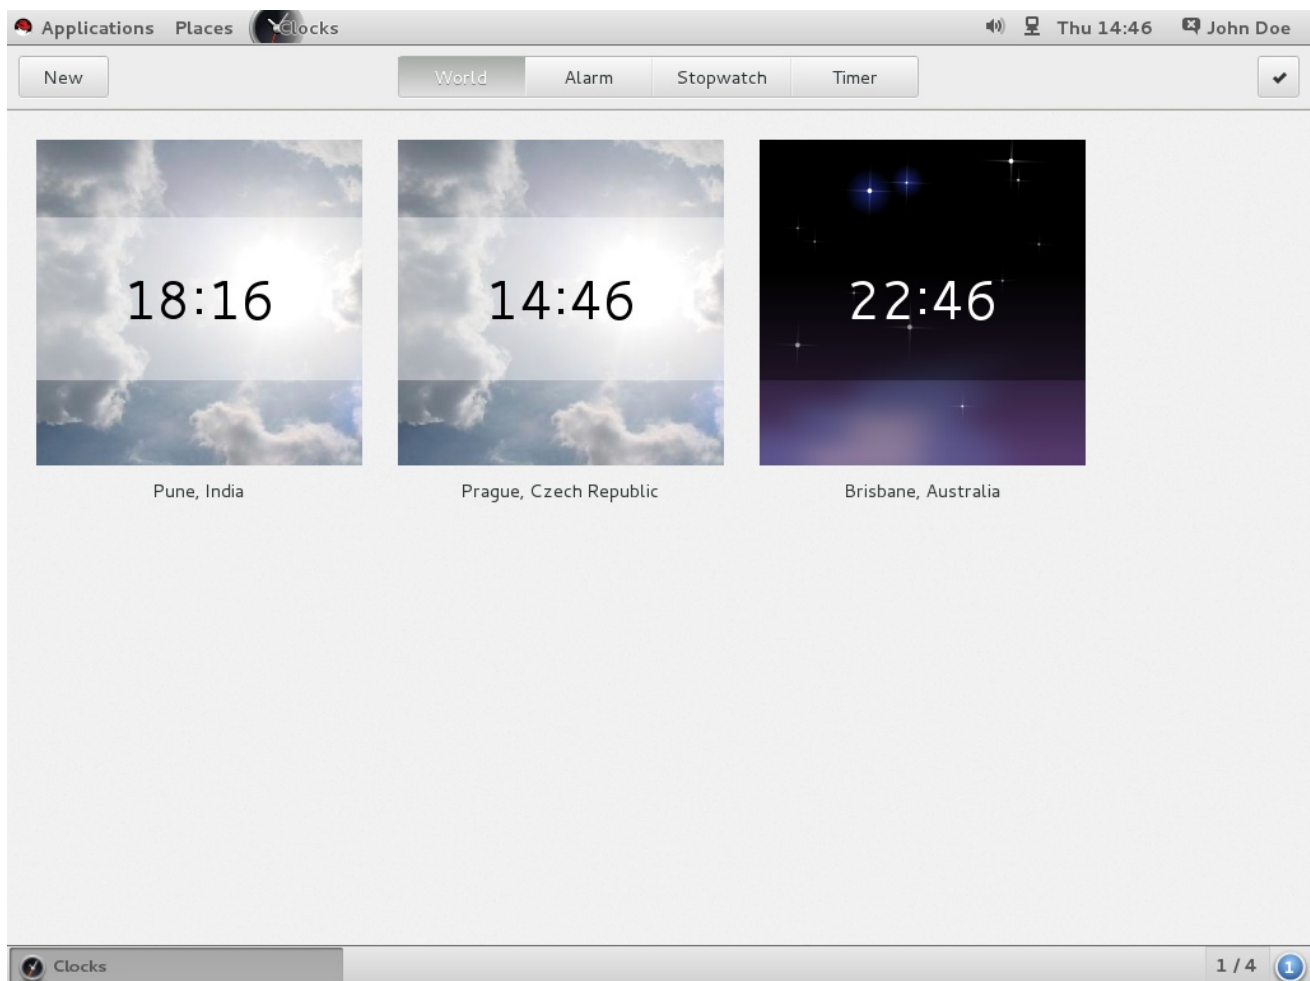 Applications Places Clocks Thu 14:46 John Doe
New World Alarm Stopwatch Timer
18:16 14:46 22:46
Pune, India Prague, Czech Republic Brisbane, Australia
Clocks 1 / 4 1